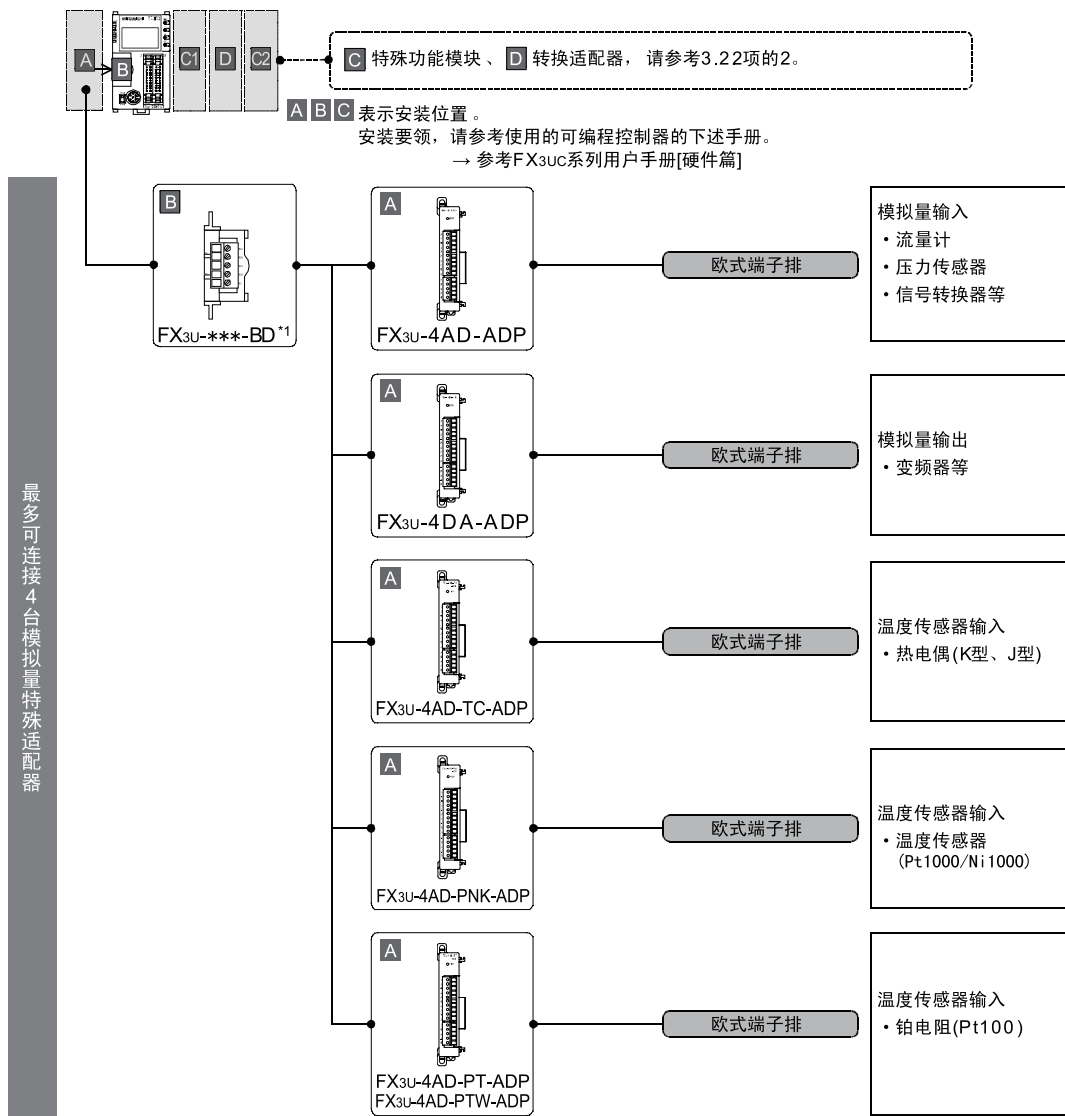 A B C1 D C2
C 特殊功能模块、 D 转换适配器, 请参考3.22项的2。
A B C 表示安装位置。
安装要领, 请参考使用的可编程控制器的下述手册。
→ 参考FX3UC系列用户手册[硬件篇]
最多可连接4台模拟量特殊适配器
B
FX3U-***-BD*1
A
FX3U-4AD-ADP
欧式端子排
模拟量输入
・流量计
・压力传感器
・信号转换器等
A
FX3U-4DA-ADP
欧式端子排
模拟量输出
・变频器等
A
FX3U-4AD-TC-ADP
欧式端子排
温度传感器输入
・热电偶(K型、J型)
A
FX3U-4AD-PNK-ADP
欧式端子排
温度传感器输入
・温度传感器
(Pt1000/Ni1000)
A
FX3U-4AD-PT-ADP
FX3U-4AD-PTW-ADP
欧式端子排
温度传感器输入
・铂电阻(Pt100)